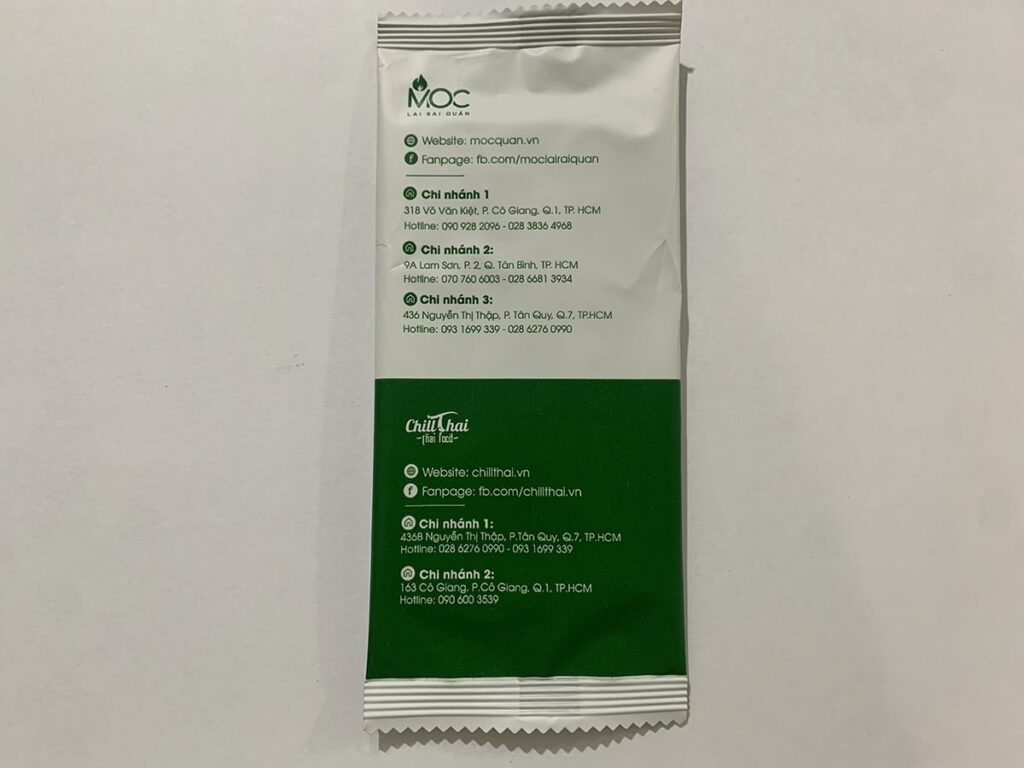 MOC
LAI RAI QUÁN
Website: mocquan.vn
Fanpage: fb.com/moclairaiquan
Chi nhánh 1
318 Võ Văn Kiệt, P. Cô Giang, Q.1, TP. HCM
Hotline: 090 928 2096 - 028 3836 4968
Chi nhánh 2:
9A Lam Sơn, P. 2, Q. Tân Bình, TP. HCM
Hotline: 070 760 6003 - 028 6681 3934
Chi nhánh 3:
436 Nguyễn Thị Thập, P. Tân Quy, Q.7, TP.HCM
Hotline: 093 1699 339 - 028 6276 0990
Chill Thai
-thai food-
Website: chillthai.vn
Fanpage: fb.com/chillthai.vn
Chi nhánh 1:
436B Nguyễn Thị Thập, P.Tân Quy, Q.7, TP.HCM
Hotline: 028 6276 0990 - 093 1699 339
Chi nhánh 2:
163 Cô Giang, P.Cô Giang, Q.1, TP.HCM
Hotline: 090 600 3539